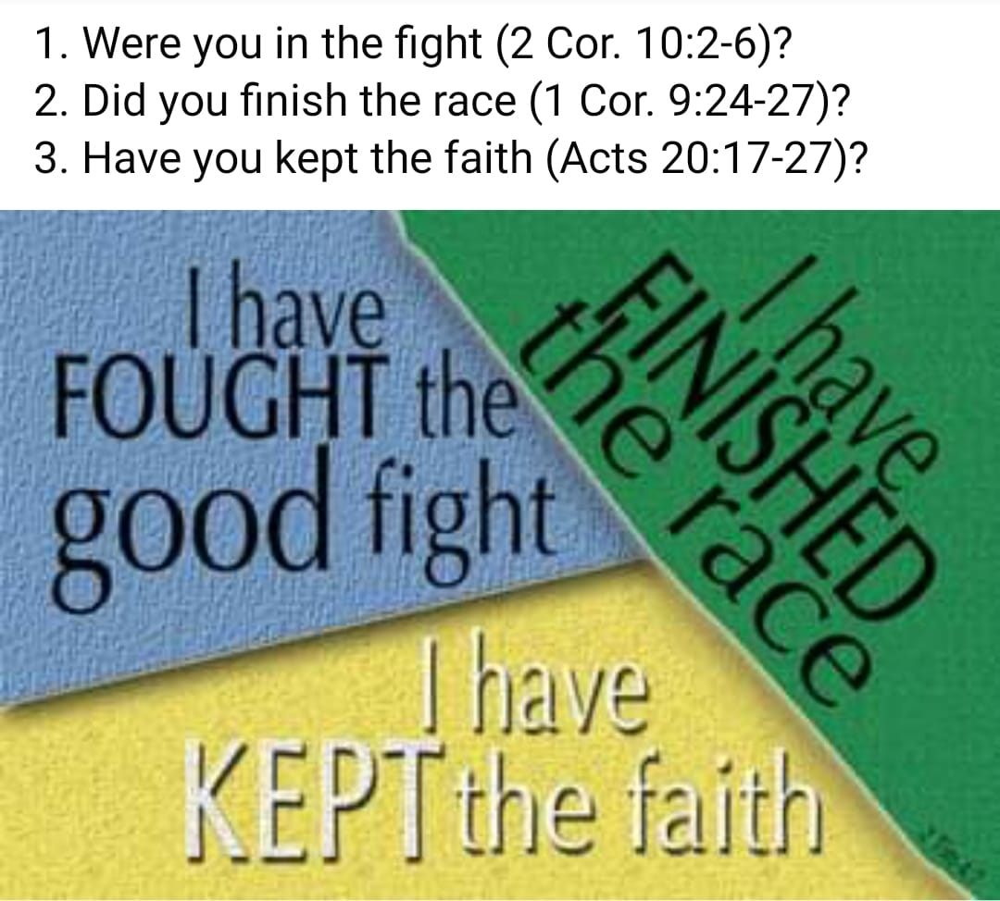 1. Were you in the fight (2 Cor. 10:2-6)?
2. Did you finish the race (1 Cor. 9:24-27)?
3. Have you kept the faith (Acts 20:17-27)?
I have
FOUGHT the
good fight
I have
FINISHED
the race
I have
KEPT the faith